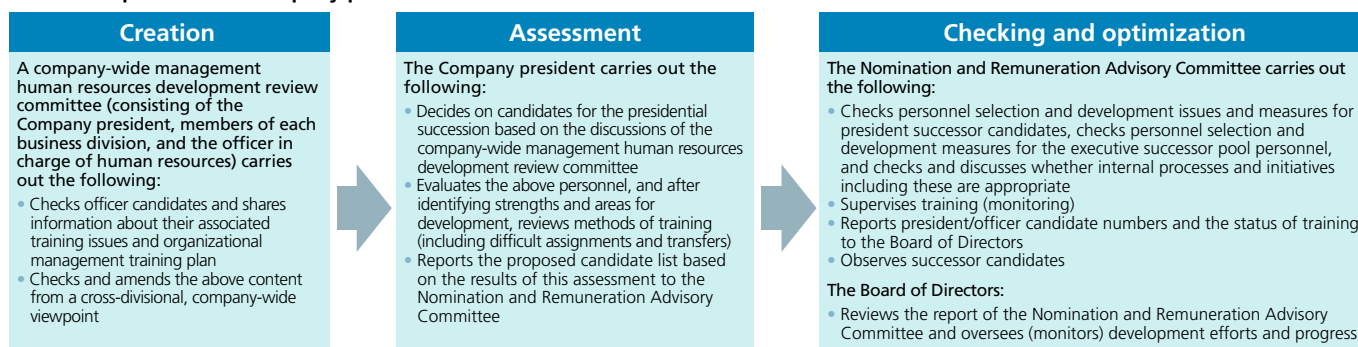 Creation
A company-wide management
human resources development review
committee (consisting of the
Company president, members of each
business division, and the officer in
charge of human resources) carries
out the following:
• Checks officer candidates and shares
information about their associated
training issues and organizational
management training plan
• Checks and amends the above content
from a cross-divisional, company-wide
viewpoint
Assessment
The Company president carries out the
following:
• Decides on candidates for the presidential
succession based on the discussions of the
company-wide management human resources
development review committee
• Evaluates the above personnel, and after
identifying strengths and areas for
development, reviews methods of training
(including difficult assignments and transfers)
• Reports the proposed candidate list based
on the results of this assessment to the
Nomination and Remuneration Advisory
Committee
Checking and optimization
The Nomination and Remuneration Advisory Committee carries out
the following:
• Checks personnel selection and development issues and measures for
president successor candidates, checks personnel selection and
development measures for the executive successor pool personnel,
and checks and discusses whether internal processes and initiatives
including these are appropriate
• Supervises training (monitoring)
• Reports president/officer candidate numbers and the status of training
to the Board of Directors
• Observes successor candidates
The Board of Directors:
• Reviews the report of the Nomination and Remuneration Advisory
Committee and oversees (monitors) development efforts and progress